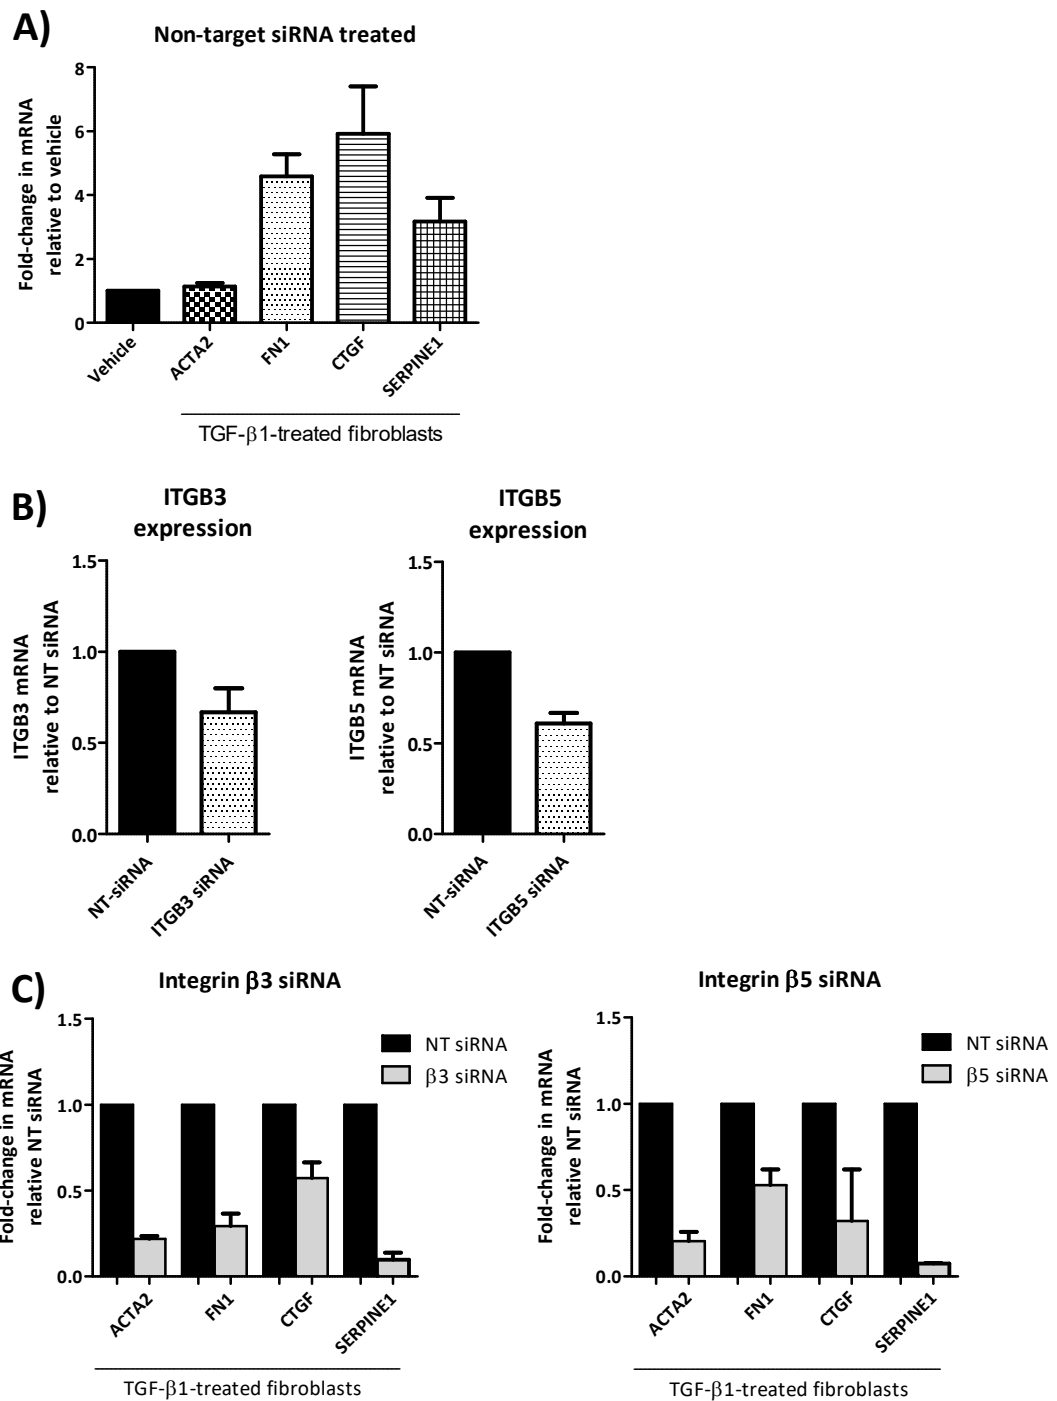 A)
Non-target siRNA treated
Fold-change in mRNA
relative to vehicle
8
6
4
2
0
Vehicle
ACTA2
FN1
CTGF
SERPINE1
TGF-β1-treated fibroblasts
B)
ITGB3
expression
ITGB3 mRNA
relative to NT siRNA
1.5
1.0
0.5
0.0
NT-siRNA
ITGB3 siRNA
ITGB5
expression
ITGB5 mRNA
relative to NT siRNA
1.5
1.0
0.5
0.0
NT-siRNA
ITGB5 siRNA
C)
Integrin β3 siRNA
Fold-change in mRNA
relative NT siRNA
1.5
1.0
0.5
0.0
NT siRNA
β3 siRNA
ACTA2
FN1
CTGF
SERPINE1
TGF-β1-treated fibroblasts
Integrin β5 siRNA
Fold-change in mRNA
relative NT siRNA
1.5
1.0
0.5
0.0
NT siRNA
β5 siRNA
ACTA2
FN1
CTGF
SERPINE1
TGF-β1-treated fibroblasts